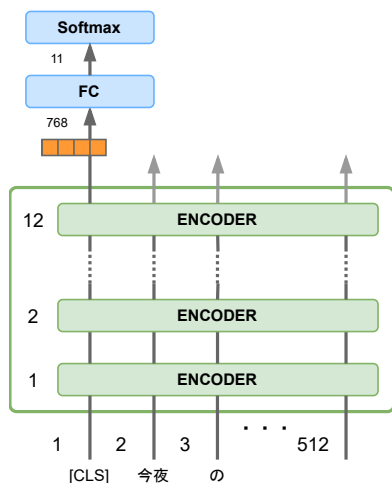 Softmax
11
FC
768
12 ENCODER
2 ENCODER
1 ENCODER
1 2 3 . . . 512
[CLS] 今夜 の